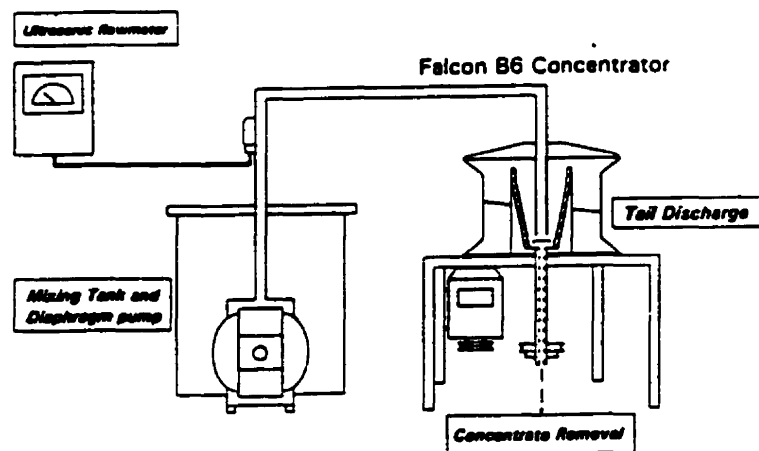 Ultrasonic flowmeter
Falcon B6 Concentrator
Tail Discharge
Mixing Tank and
Diaphragm pump
Concentrate Removal